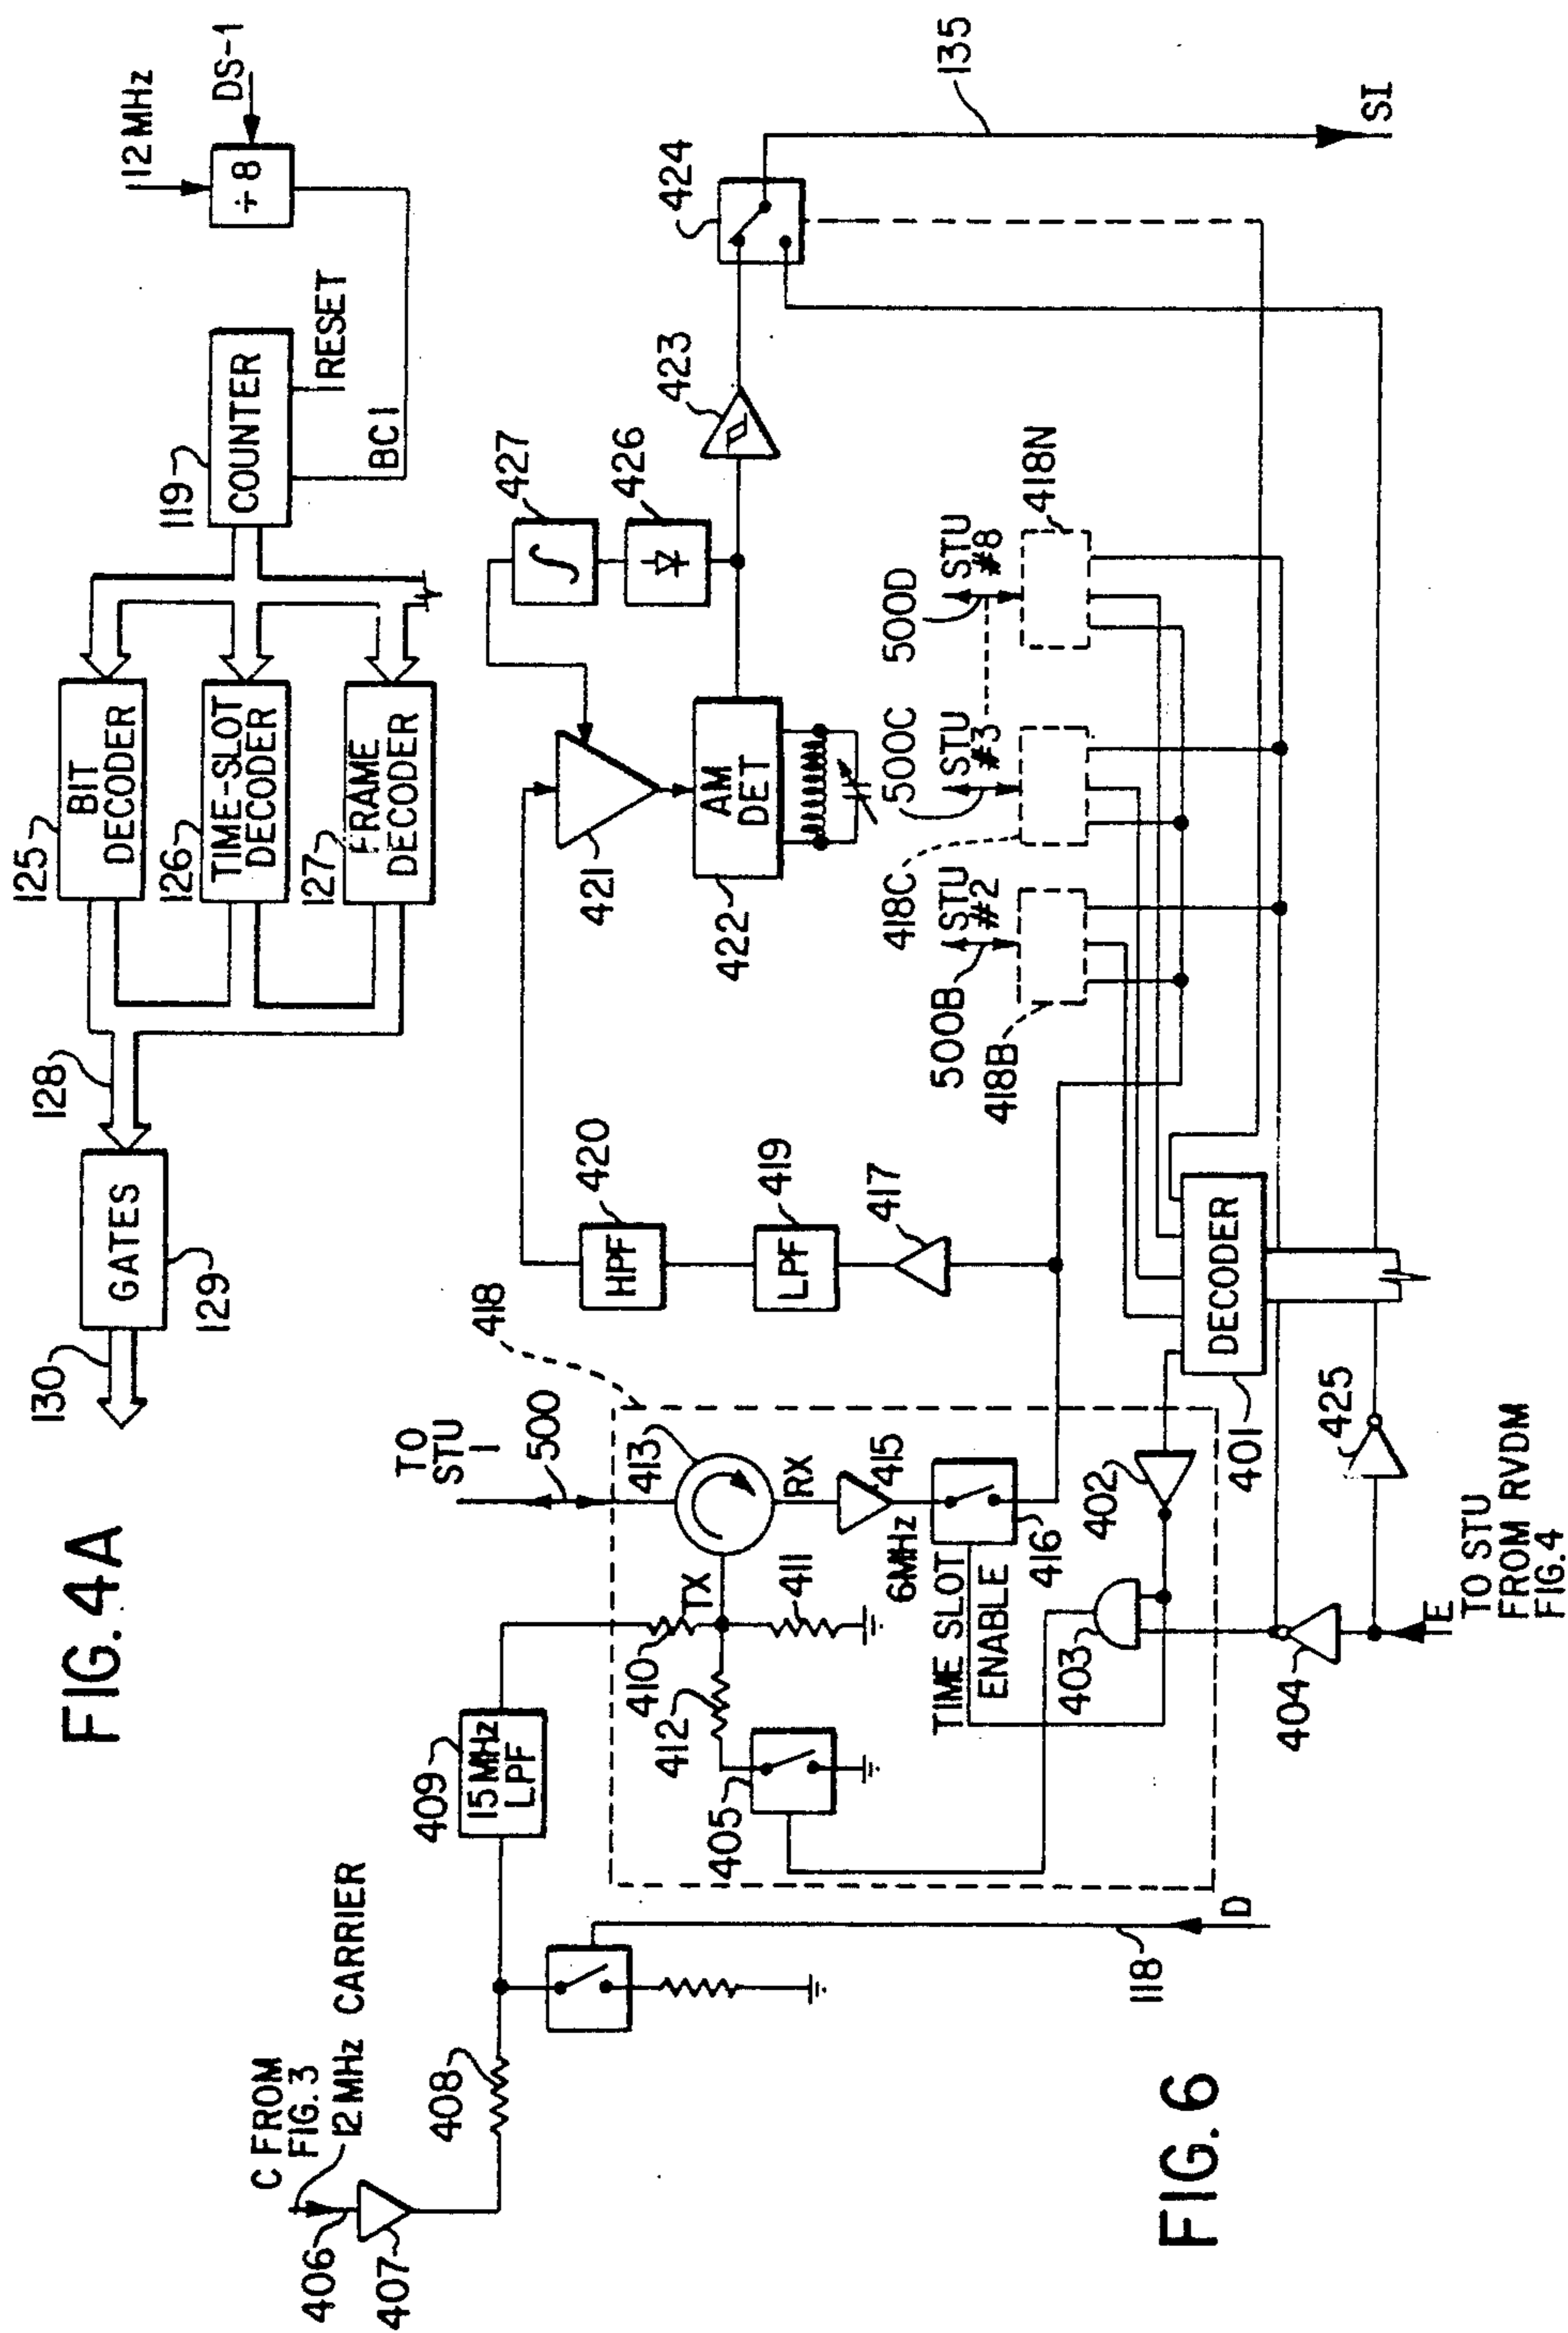 FIG. 4A
130
GATES
129
128
125
BIT
DECODER
126
TIME-SLOT
DECODER
127
FRAME
DECODER
119
COUNTER
RESET
BC1
12 MHz
÷ 8
DS-1
FIG. 6
C FROM
FIG. 3
12 MHz CARRIER
406
407
408
409
15 MHz
LPF
118
D
TO
STU
1
500
418
413
TX
RX
410
411
412
405
415
6MHz
416
TIME SLOT
ENABLE
403
402
404
E
TO STU
FROM RVDM
FIG. 4
425
401
DECODER
417
419
LPF
420
HPF
421
422
AM
DET
427
426
423
424
135
SI
500B
STU
#2
418B
500C
STU
#3
418C
500D
STU
#8
418N